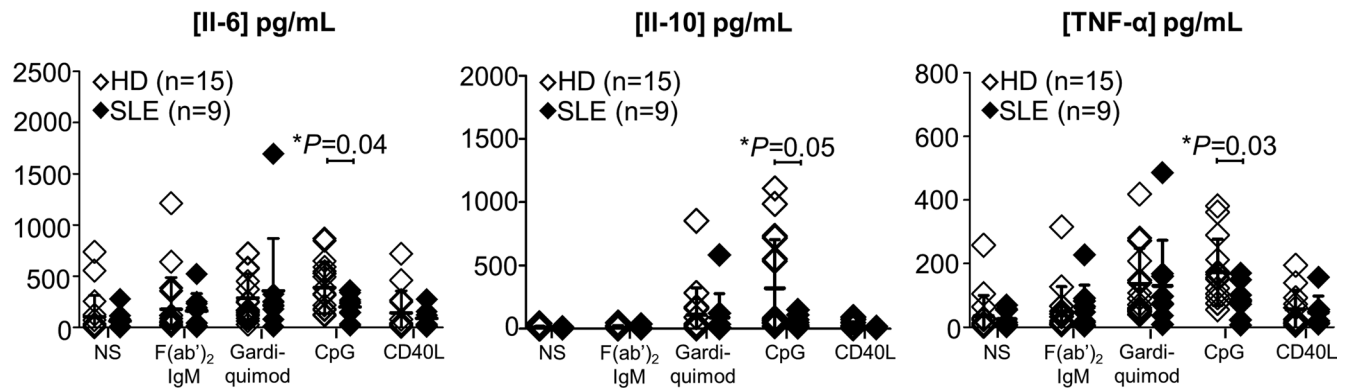 [Il-6] pg/mL
2500
2000
1500
1000
500
0
◇HD (n=15)
◆SLE (n=9)
*P=0.04
NS
F(ab’)₂
IgM
Gardi-
quimod
CpG
CD40L
[Il-10] pg/mL
2000
1500
1000
500
0
◇HD (n=15)
◆SLE (n=9)
*P=0.05
NS
F(ab’)₂
IgM
Gardi-
quimod
CpG
CD40L
[TNF-α] pg/mL
800
600
400
200
0
◇HD (n=15)
◆SLE (n=9)
*P=0.03
NS
F(ab’)₂
IgM
Gardi-
quimod
CpG
CD40L